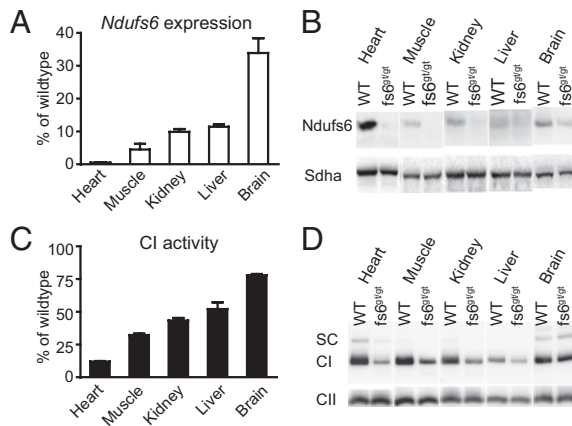 A
Ndufs6 expression
% of wildtype
40
30
20
10
0
Heart
Muscle
Kidney
Liver
Brain
B
Heart
Muscle
Kidney
Liver
Brain
WT
fs6gt/gt
WT
fs6gt/gt
WT
fs6gt/gt
WT
fs6gt/gt
WT
fs6gt/gt
Ndufs6
Sdha
C
CI activity
% of wildtype
100
75
50
25
0
Heart
Muscle
Kidney
Liver
Brain
D
Heart
Muscle
Kidney
Liver
Brain
WT
fs6gt/gt
WT
fs6gt/gt
WT
fs6gt/gt
WT
fs6gt/gt
WT
fs6gt/gt
SC
CI
CII